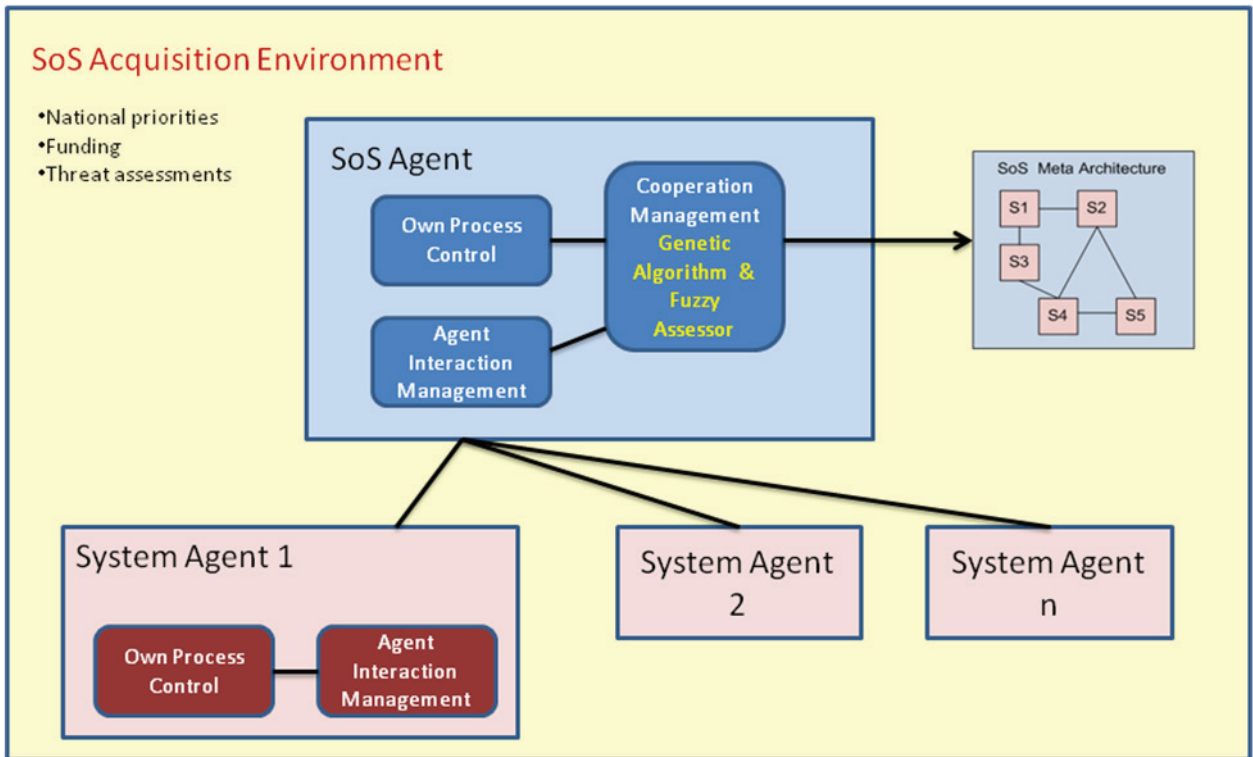 SoS Acquisition Environment
•National priorities
•Funding
•Threat assessments
SoS Agent
Own Process
Control
Agent
Interaction
Management
Cooperation
Management
Genetic
Algorithm &
Fuzzy
Assessor
SoS Meta Architecture
S1
S2
S3
S4
S5
System Agent 1
Own Process
Control
Agent
Interaction
Management
System Agent
2
System Agent
n